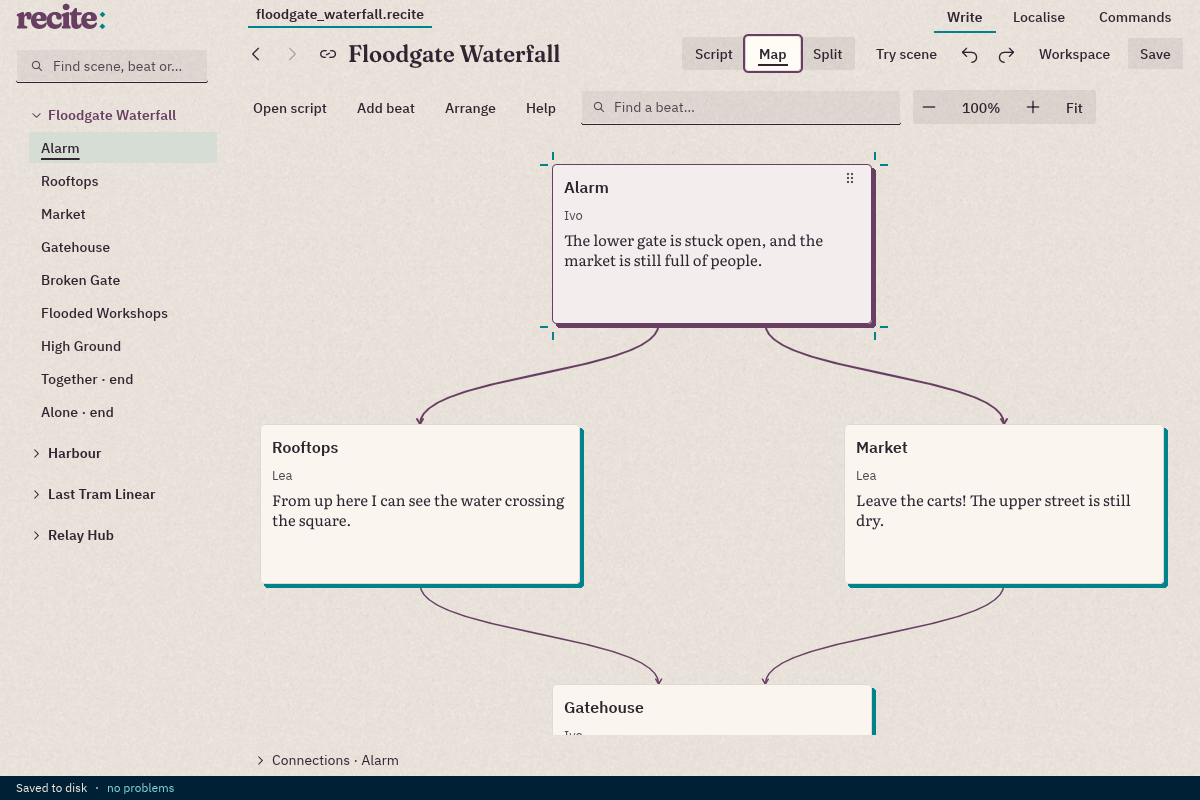 recite:
floodgate_waterfall.recite
Write
Localise
Commands
Find scene, beat or...
Floodgate Waterfall
Script
Map
Split
Try scene
Workspace
Save
Open script
Add beat
Arrange
Help
Find a beat...
100%
Fit
Floodgate Waterfall
Alarm
Rooftops
Market
Gatehouse
Broken Gate
Flooded Workshops
High Ground
Together · end
Alone · end
Harbour
Last Tram Linear
Relay Hub
Alarm
Ivo
The lower gate is stuck open, and the
market is still full of people.
Rooftops
Lea
From up here I can see the water crossing
the square.
Market
Lea
Leave the carts! The upper street is still
dry.
Gatehouse
Ivo
Connections · Alarm
Saved to disk · no problems